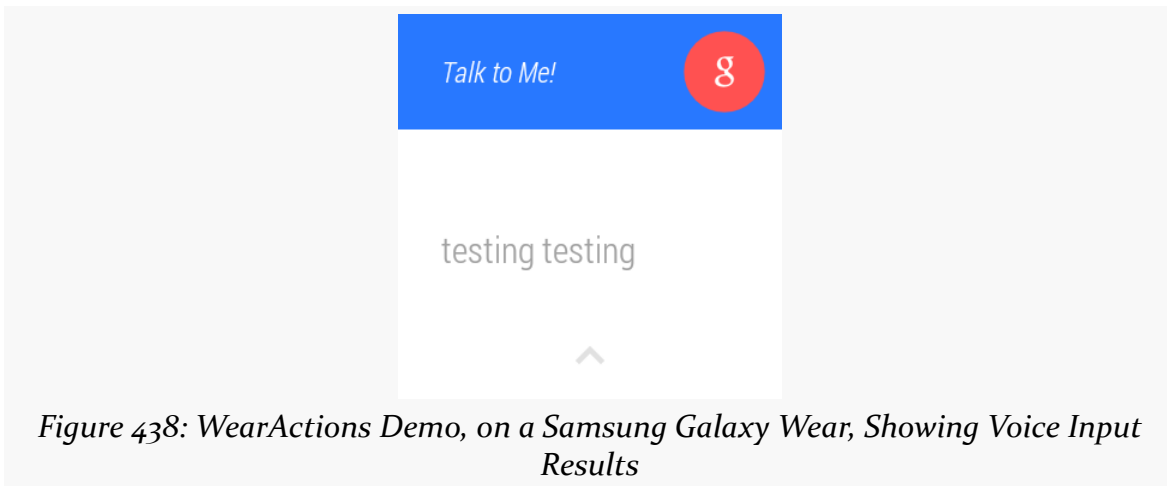 Talk to Me!
g
testing testing
Figure 438: WearActions Demo, on a Samsung Galaxy Wear, Showing Voice Input
Results